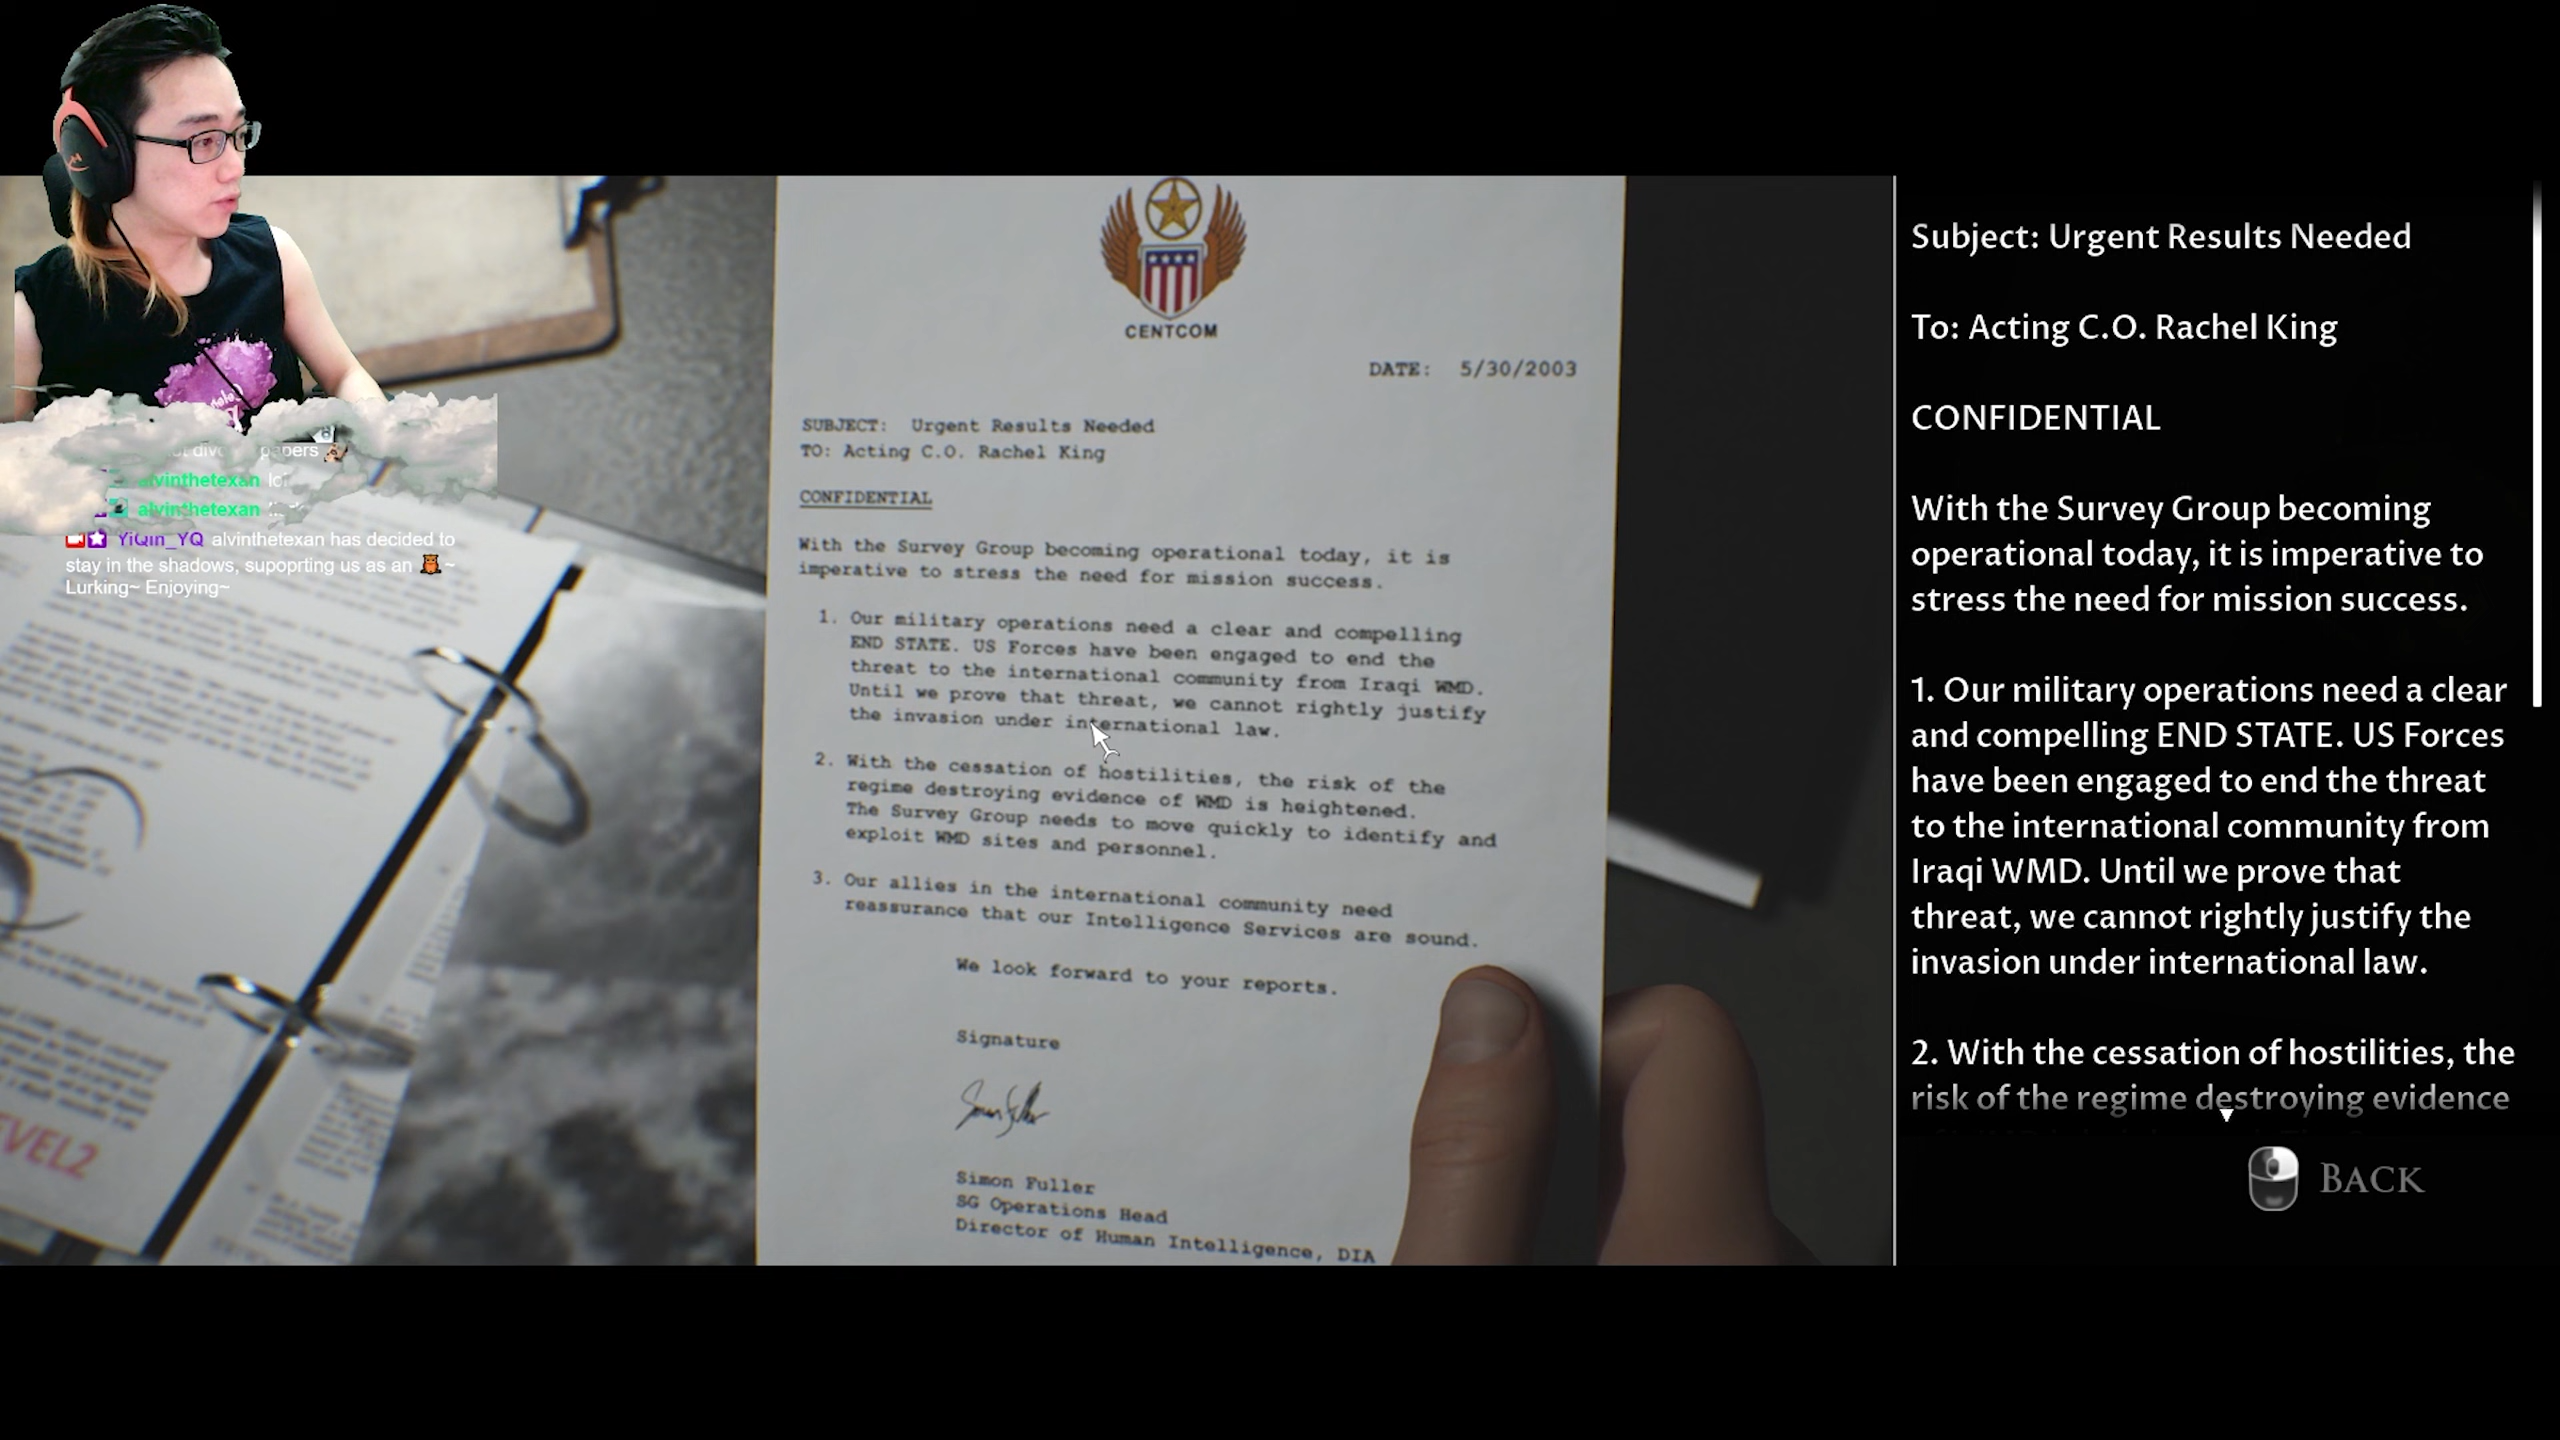 papers
alvinthetexan lol
alvinthetexan
YiQin_YQ alvinthetexan has decided to
stay in the shadows, supoprting us as an ~
Lurking~ Enjoying~
LEVEL2
CENTCOM
DATE: 5/30/2003
SUBJECT: Urgent Results Needed
TO: Acting C.O. Rachel King
CONFIDENTIAL
With the Survey Group becoming operational today, it is
imperative to stress the need for mission success.
1. Our military operations need a clear and compelling
END STATE. US Forces have been engaged to end the
threat to the international community from Iraqi WMD.
Until we prove that threat, we cannot rightly justify
the invasion under international law.
2. With the cessation of hostilities, the risk of the
regime destroying evidence of WMD is heightened.
The Survey Group needs to move quickly to identify and
exploit WMD sites and personnel.
3. Our allies in the international community need
reassurance that our Intelligence Services are sound.
We look forward to your reports.
Signature
Simon Fuller
SG Operations Head
Director of Human Intelligence, DIA
Subject: Urgent Results Needed
To: Acting C.O. Rachel King
CONFIDENTIAL
With the Survey Group becoming
operational today, it is imperative to
stress the need for mission success.
1. Our military operations need a clear
and compelling END STATE. US Forces
have been engaged to end the threat
to the international community from
Iraqi WMD. Until we prove that
threat, we cannot rightly justify the
invasion under international law.
2. With the cessation of hostilities, the
risk of the regime destroying evidence
BACK